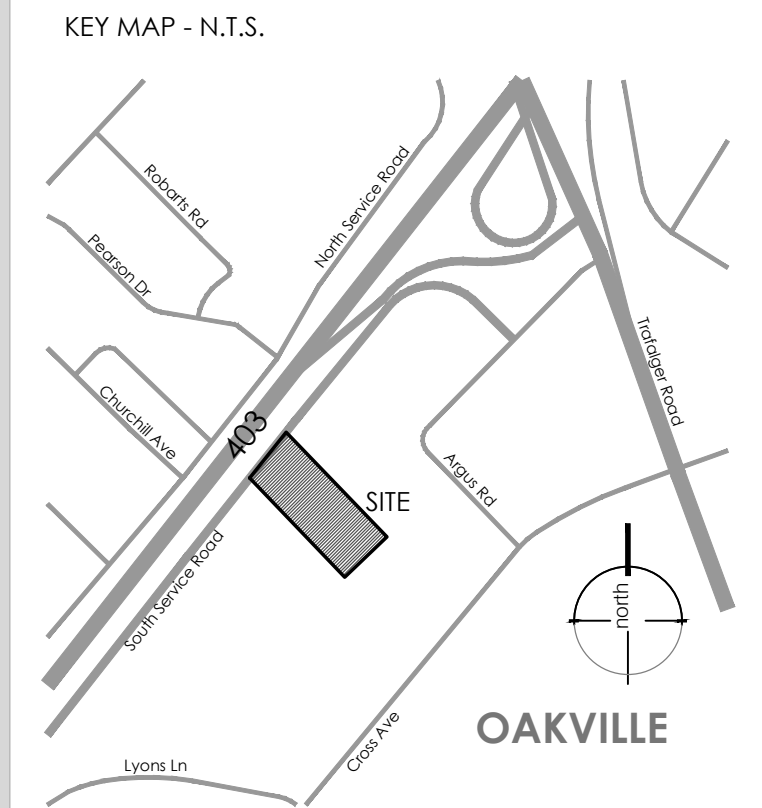 KEY MAP - N.T.S.
Robarts Rd
North Service Road
Pearson Dr
Trafalger Road
Churchill Ave
403
Argus Rd
SITE
South Service Road
north
OAKVILLE
Cross Ave
Lyons Ln